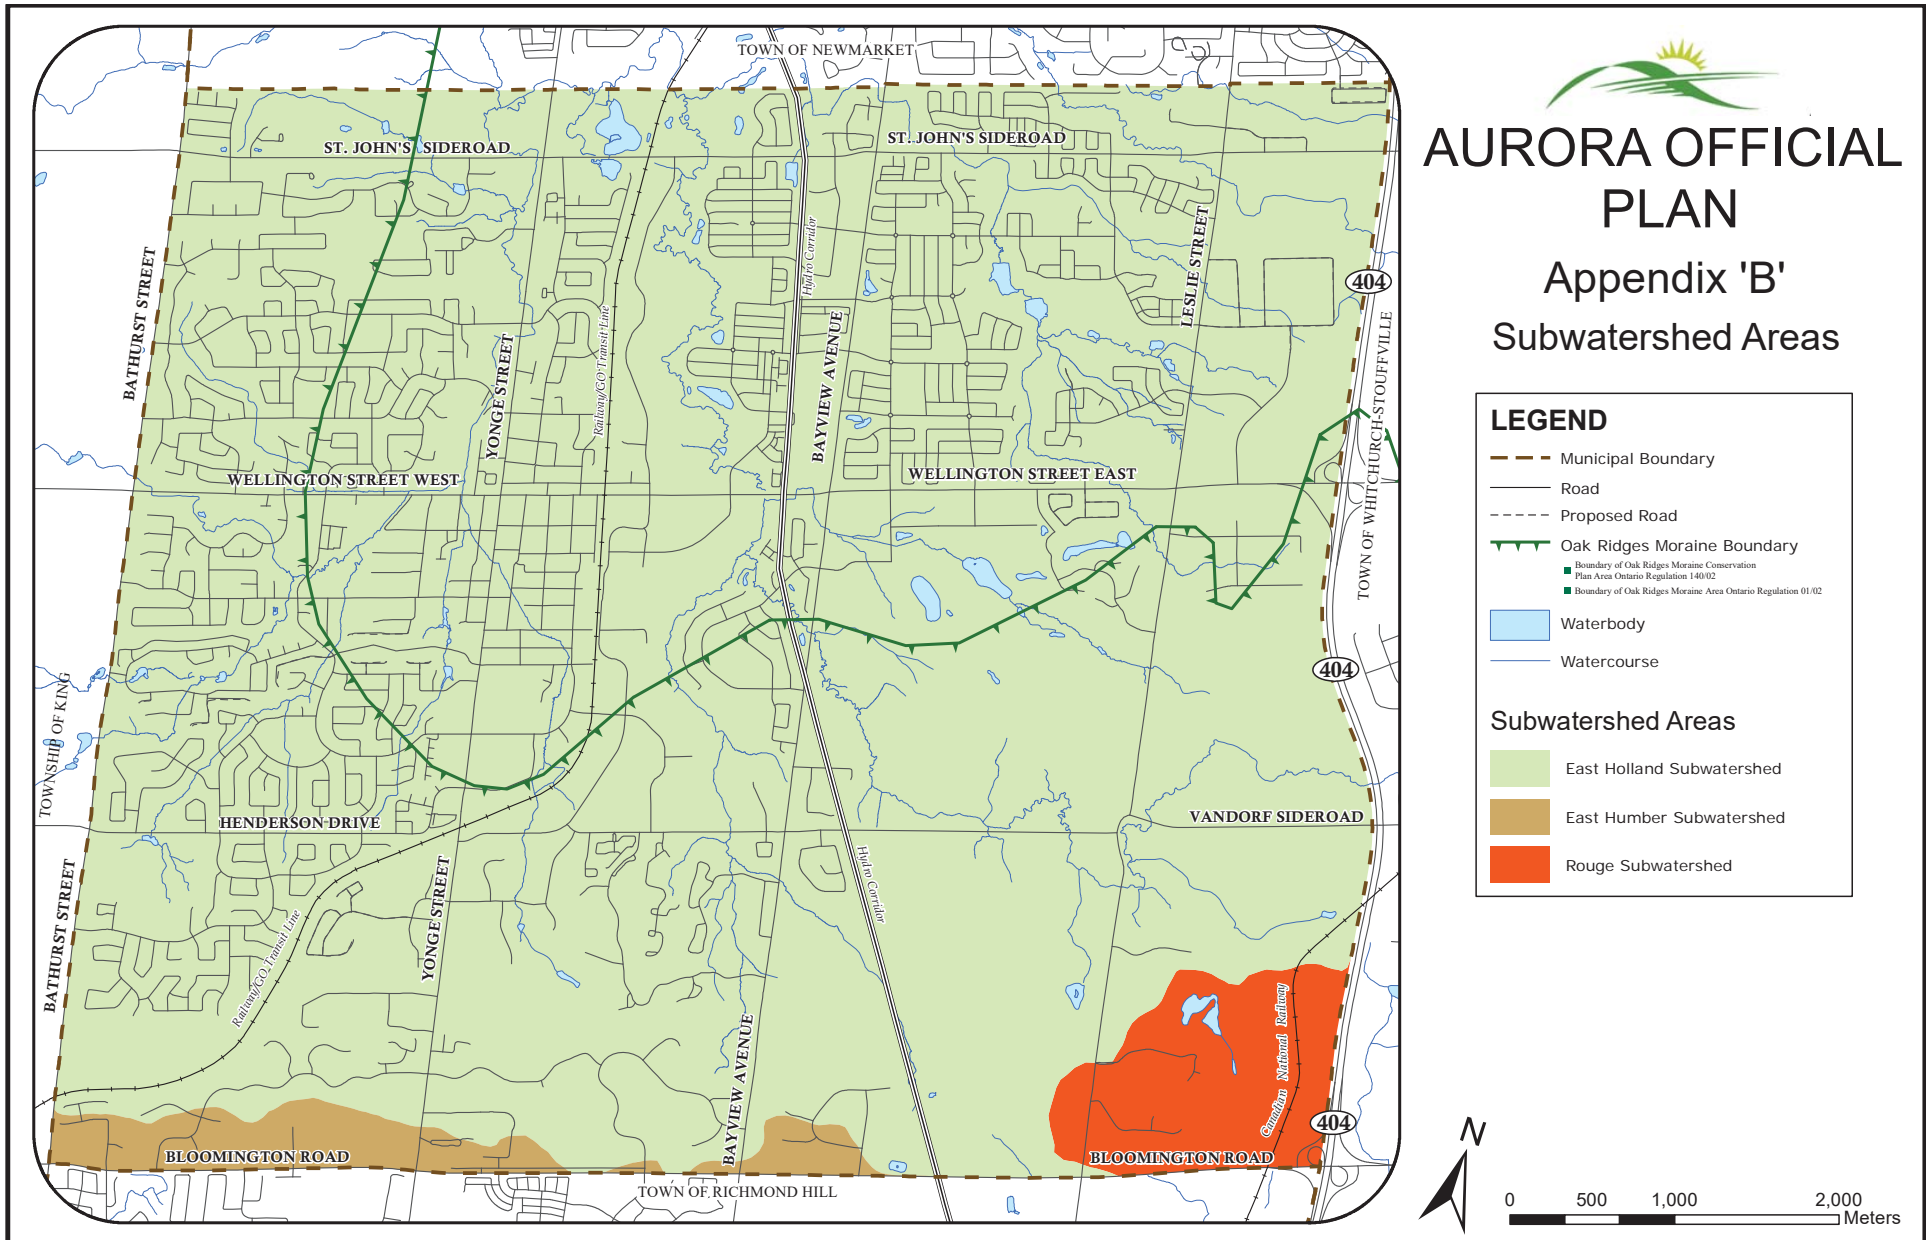 TOWN OF NEWMARKET
ST. JOHN'S SIDEROAD
ST. JOHN'S SIDEROAD
BATHURST STREET
YONGE STREET
Railway/GO Transit Line
Hydro Corridor
BAYVIEW AVENUE
LESLIE STREET
404
TOWN OF WHITCHURCH-STOUFFVILLE
WELLINGTON STREET WEST
WELLINGTON STREET EAST
404
TOWNSHIP OF KING
HENDERSON DRIVE
VANDORF SIDEROAD
BATHURST STREET
Railway/GO Transit Line
YONGE STREET
Hydro Corridor
BAYVIEW AVENUE
Canadian National Railway
404
BLOOMINGTON ROAD
BLOOMINGTON ROAD
TOWN OF RICHMOND HILL
AURORA OFFICIAL
PLAN
Appendix 'B'
Subwatershed Areas
LEGEND
Municipal Boundary
Road
Proposed Road
Oak Ridges Moraine Boundary
Boundary of Oak Ridges Moraine Conservation
Plan Area Ontario Regulation 140/02
Boundary of Oak Ridges Moraine Area Ontario Regulation 01/02
Waterbody
Watercourse
Subwatershed Areas
East Holland Subwatershed
East Humber Subwatershed
Rouge Subwatershed
N
0 500 1,000 2,000
Meters